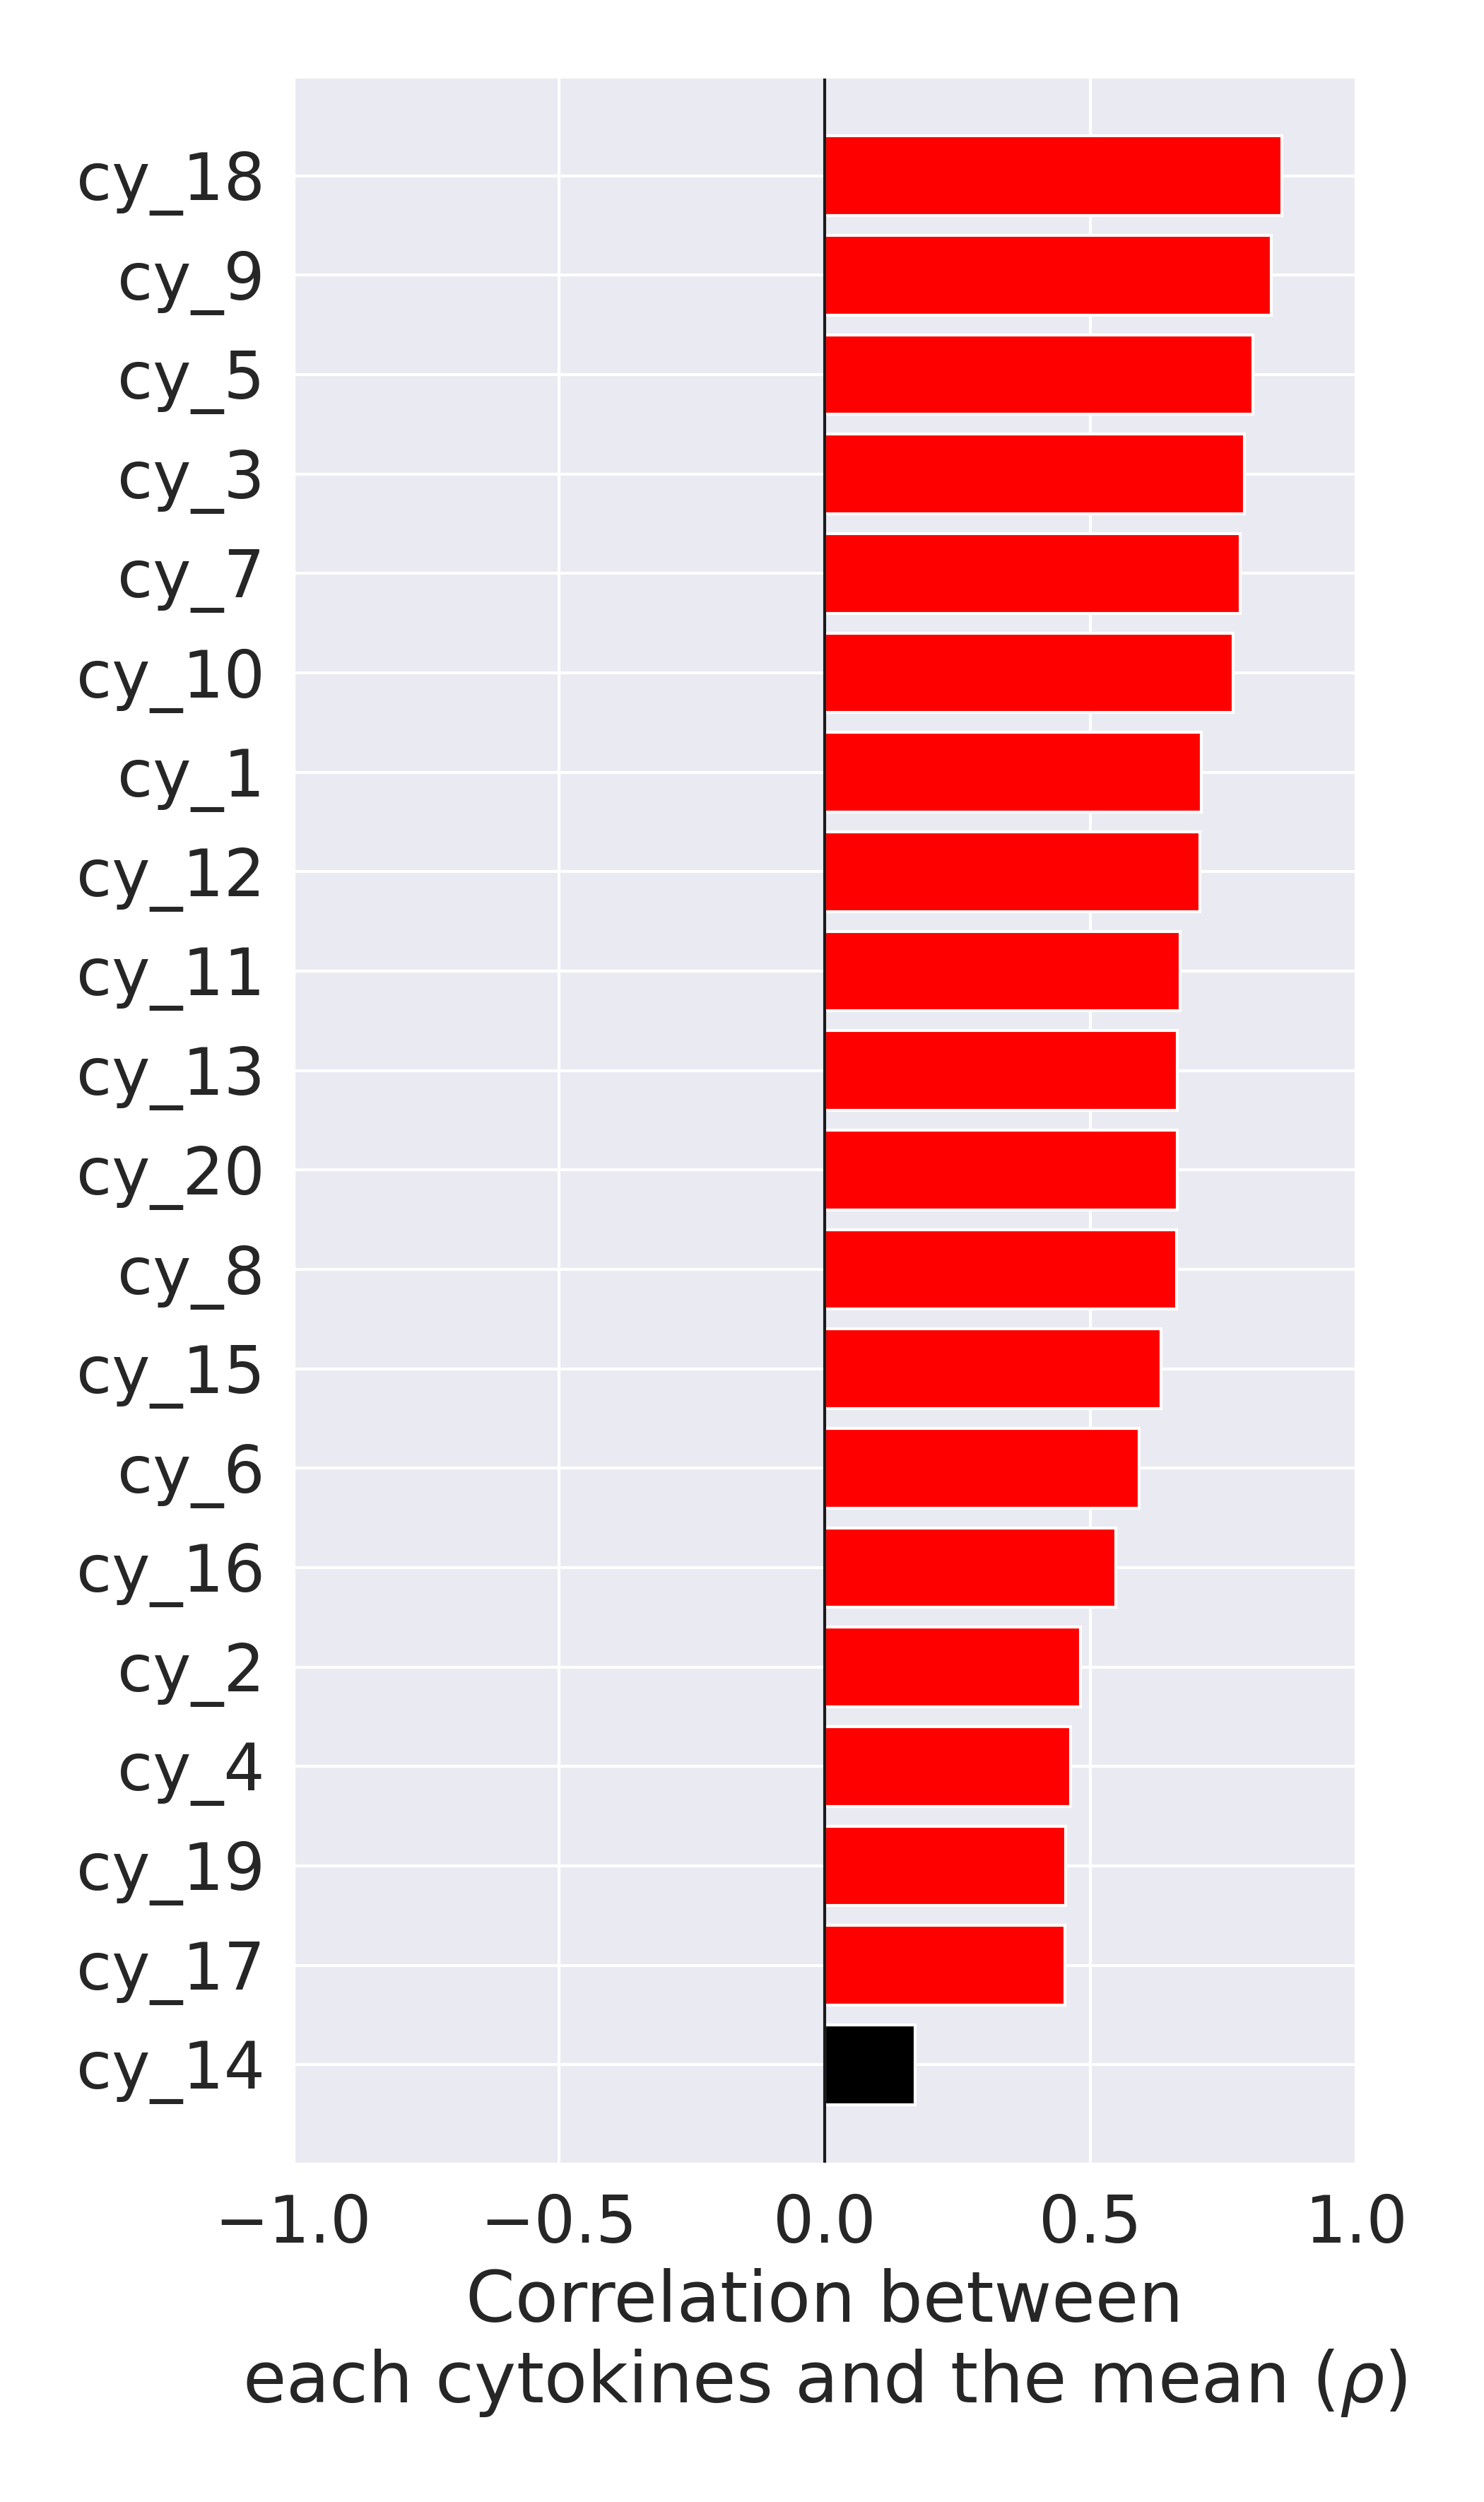 cy_18
cy_9
cy_5
cy_3
cy_7
cy_10
cy_1
cy_12
cy_11
cy_13
cy_20
cy_8
cy_15
cy_6
cy_16
cy_2
cy_4
cy_19
cy_17
cy_14
−1.0 −0.5 0.0 0.5 1.0
Correlation between
each cytokines and the mean (ρ)